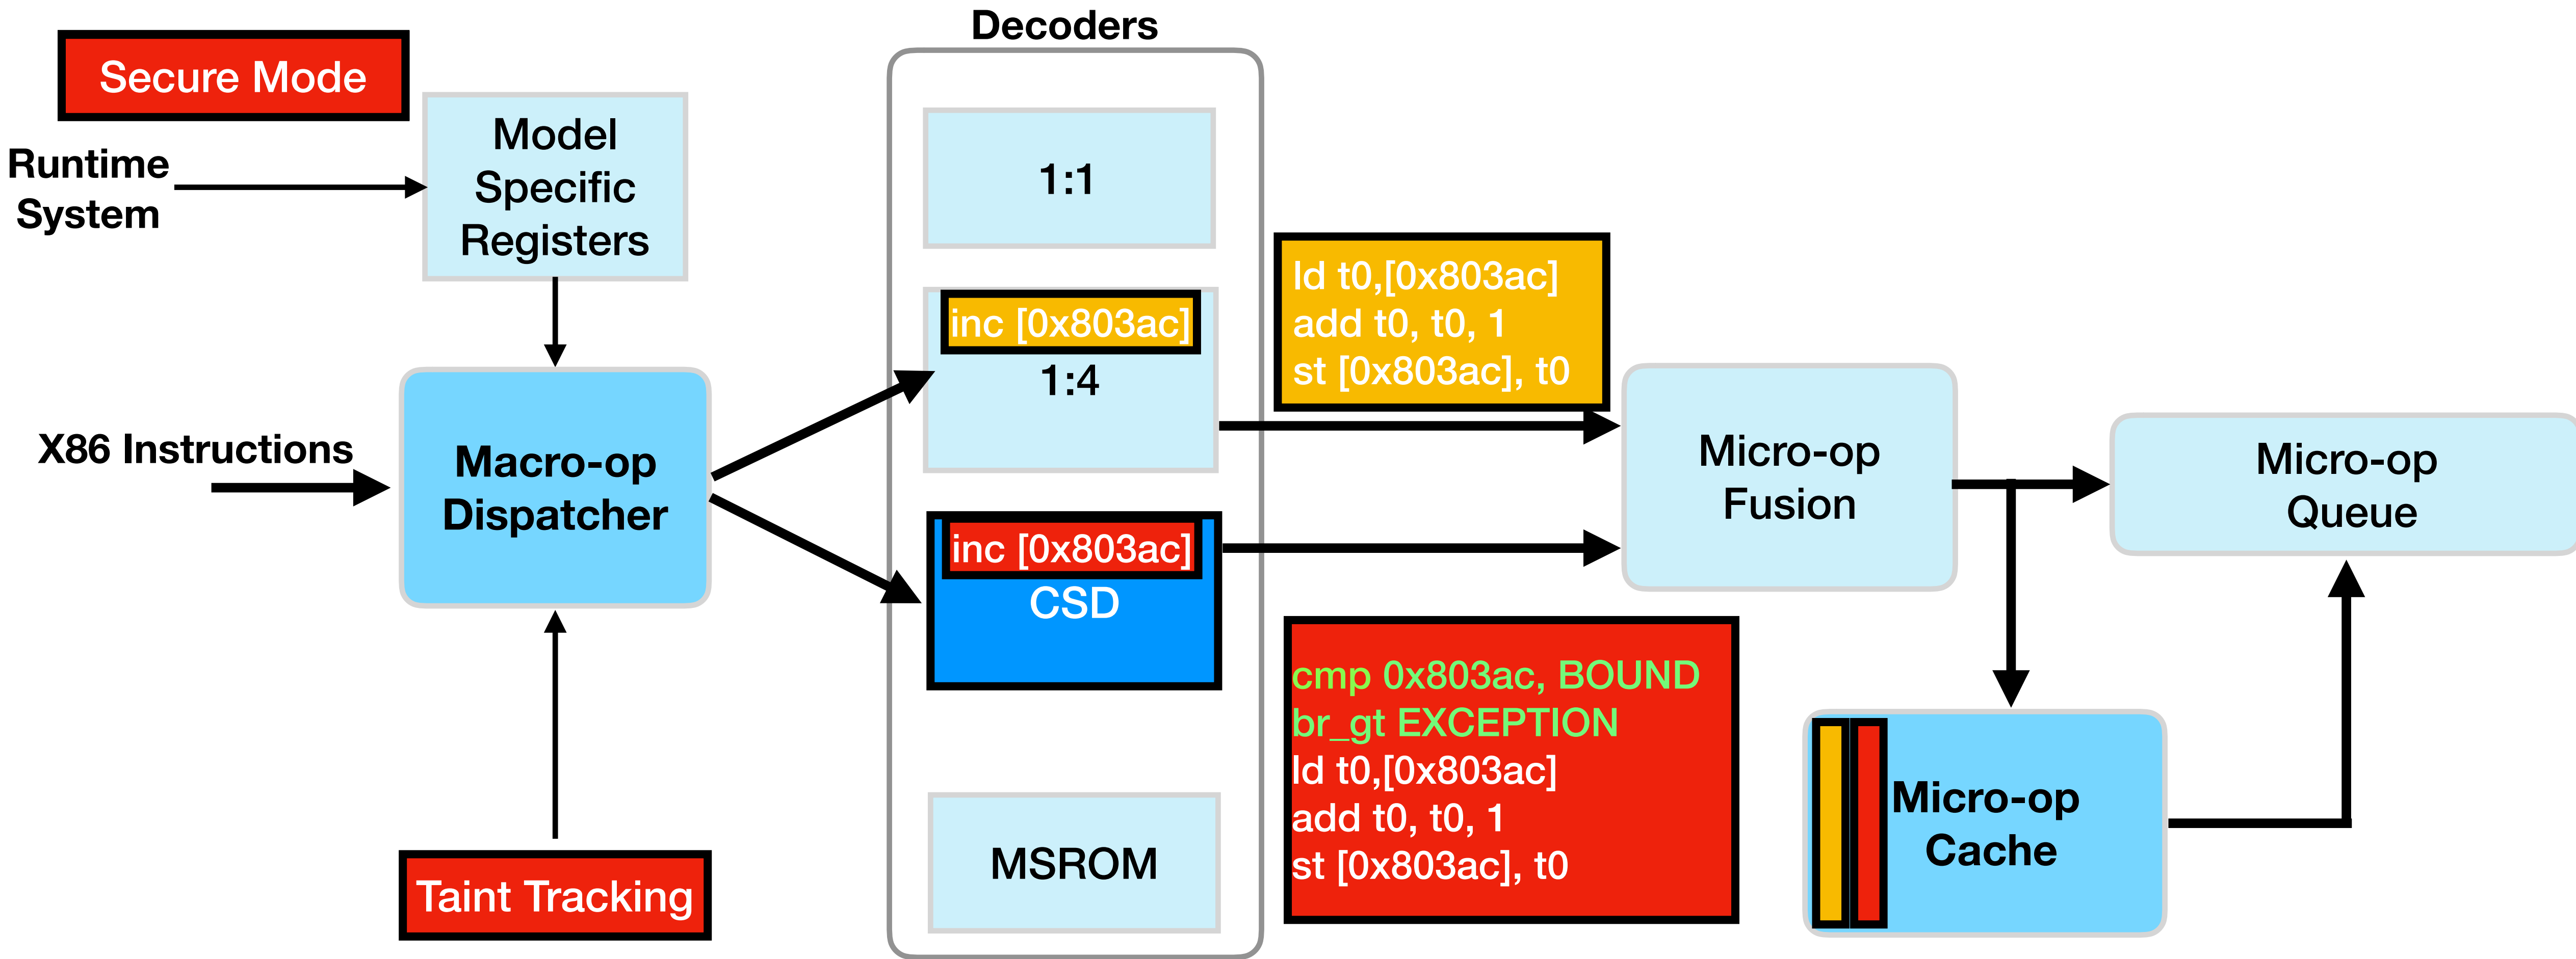 Decoders
Secure Mode
Runtime
System
Model
Specific
Registers
1:1
inc [0x803ac]
1:4
ld t0,[0x803ac]
add t0, t0, 1
st [0x803ac], t0
X86 Instructions
Macro-op
Dispatcher
Micro-op
Fusion
Micro-op
Queue
inc [0x803ac]
CSD
cmp 0x803ac, BOUND
br_gt EXCEPTION
ld t0,[0x803ac]
add t0, t0, 1
st [0x803ac], t0
Taint Tracking
MSROM
Micro-op
Cache